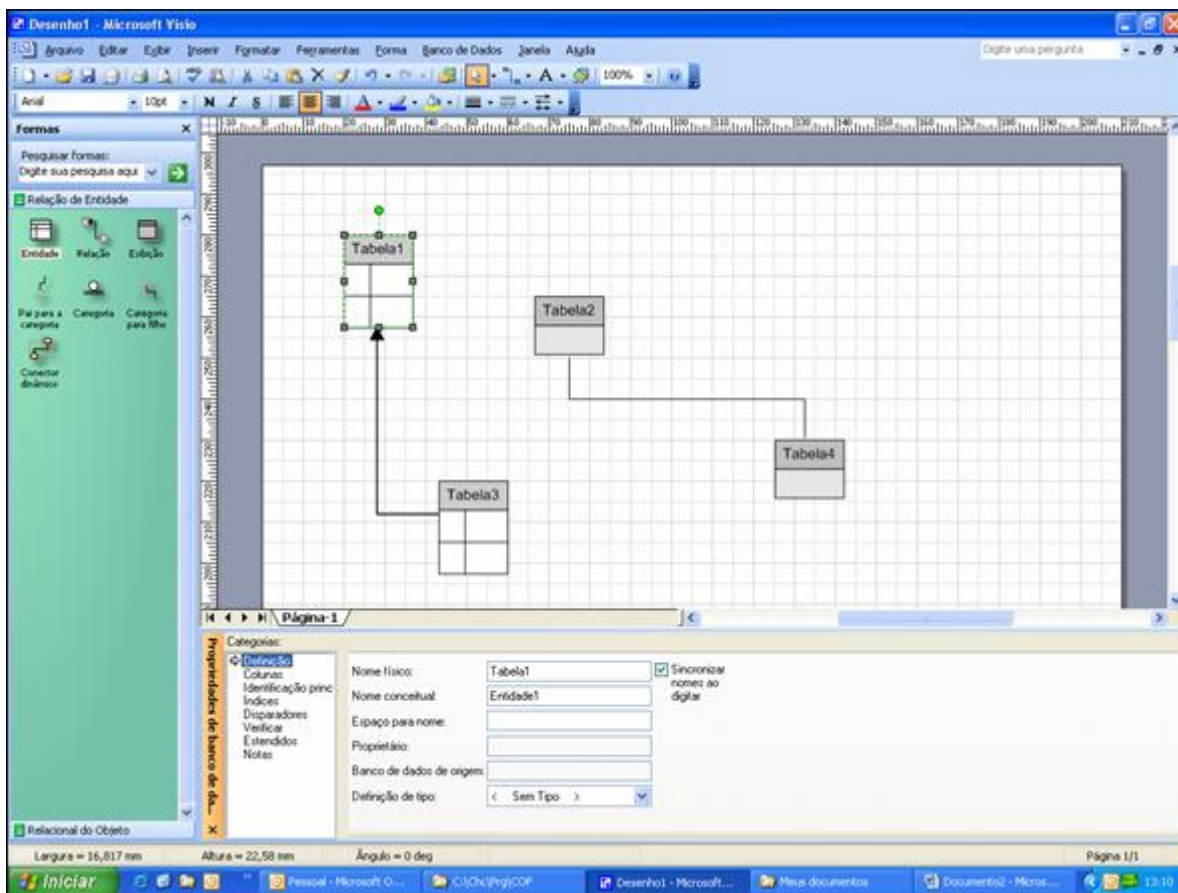 Desenho1 - Microsoft Visio
Arquivo Editar Exibir Inserir Formatar Ferramentas Forma Banco de Dados Janela Ajuda Digite uma pergunta
100%
Arial 10pt N I S
Formas
Pesquisar formas:
Digite sua pesquisa aqui
Relação de Entidade
Entidade Relação Exibição
Pai para a categoria Categoria Categoria para filho
Conector dinâmico
Relacional do Objeto
Tabela1
Tabela2
Tabela4
Tabela3
Página-1
Propriedades de banco de da...
Categorias:
Definição
Colunas
Identificação princ
Índices
Disparadores
Verificar
Estendidos
Notas
Nome físico: Tabela1
Nome conceitual: Entidade1
Espaço para nome:
Proprietário:
Banco de dados de origem:
Definição de tipo: < Sem Tipo >
Sincronizar
nomes ao
digitar
Largura = 16,817 mm Altura = 22,58 mm Ângulo = 0 deg Página 1/1
Iniciar Pessoal - Microsoft O... Desenho1 - Microsoft... Meus documentos Documento2 - Micros... 13:10